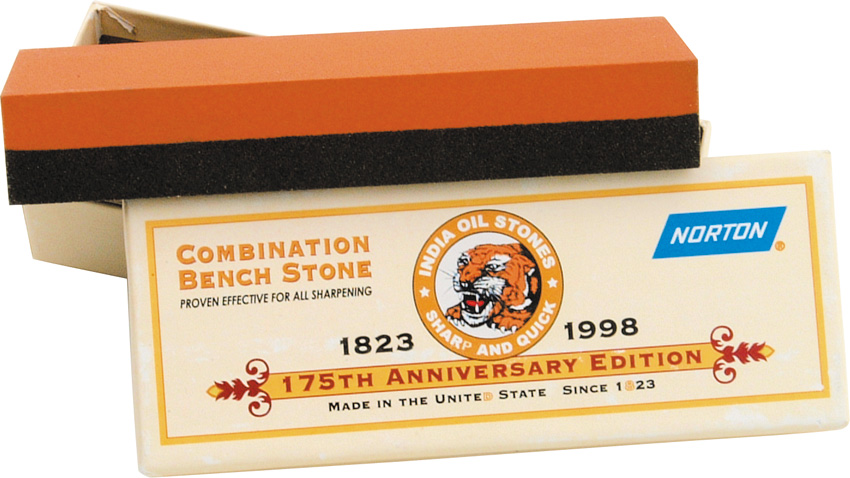 COMBINATION
BENCH STONE
PROVEN EFFECTIVE FOR ALL SHARPENING
INDIA OIL STONES
SHARP AND QUICK
NORTON
1823
1998
175TH ANNIVERSARY EDITION
MADE IN THE UNITED STATE SINCE 1823